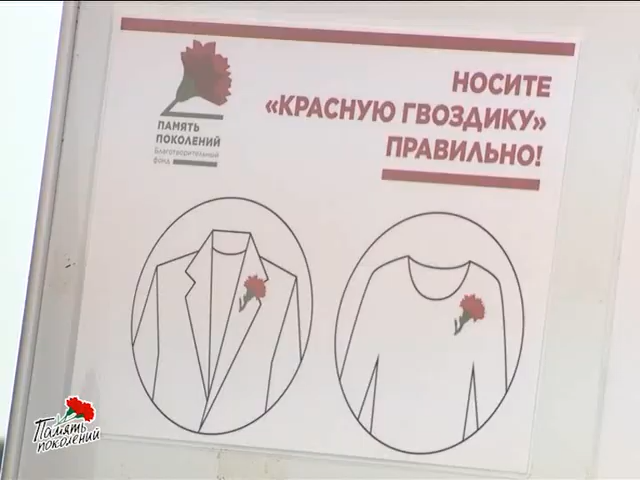 НОСИТЕ
«КРАСНУЮ ГВОЗДИКУ»
ПРАВИЛЬНО!
ПАМЯТЬ
ПОКОЛЕНИЙ
Благотворительный
фонд
Память
поколений